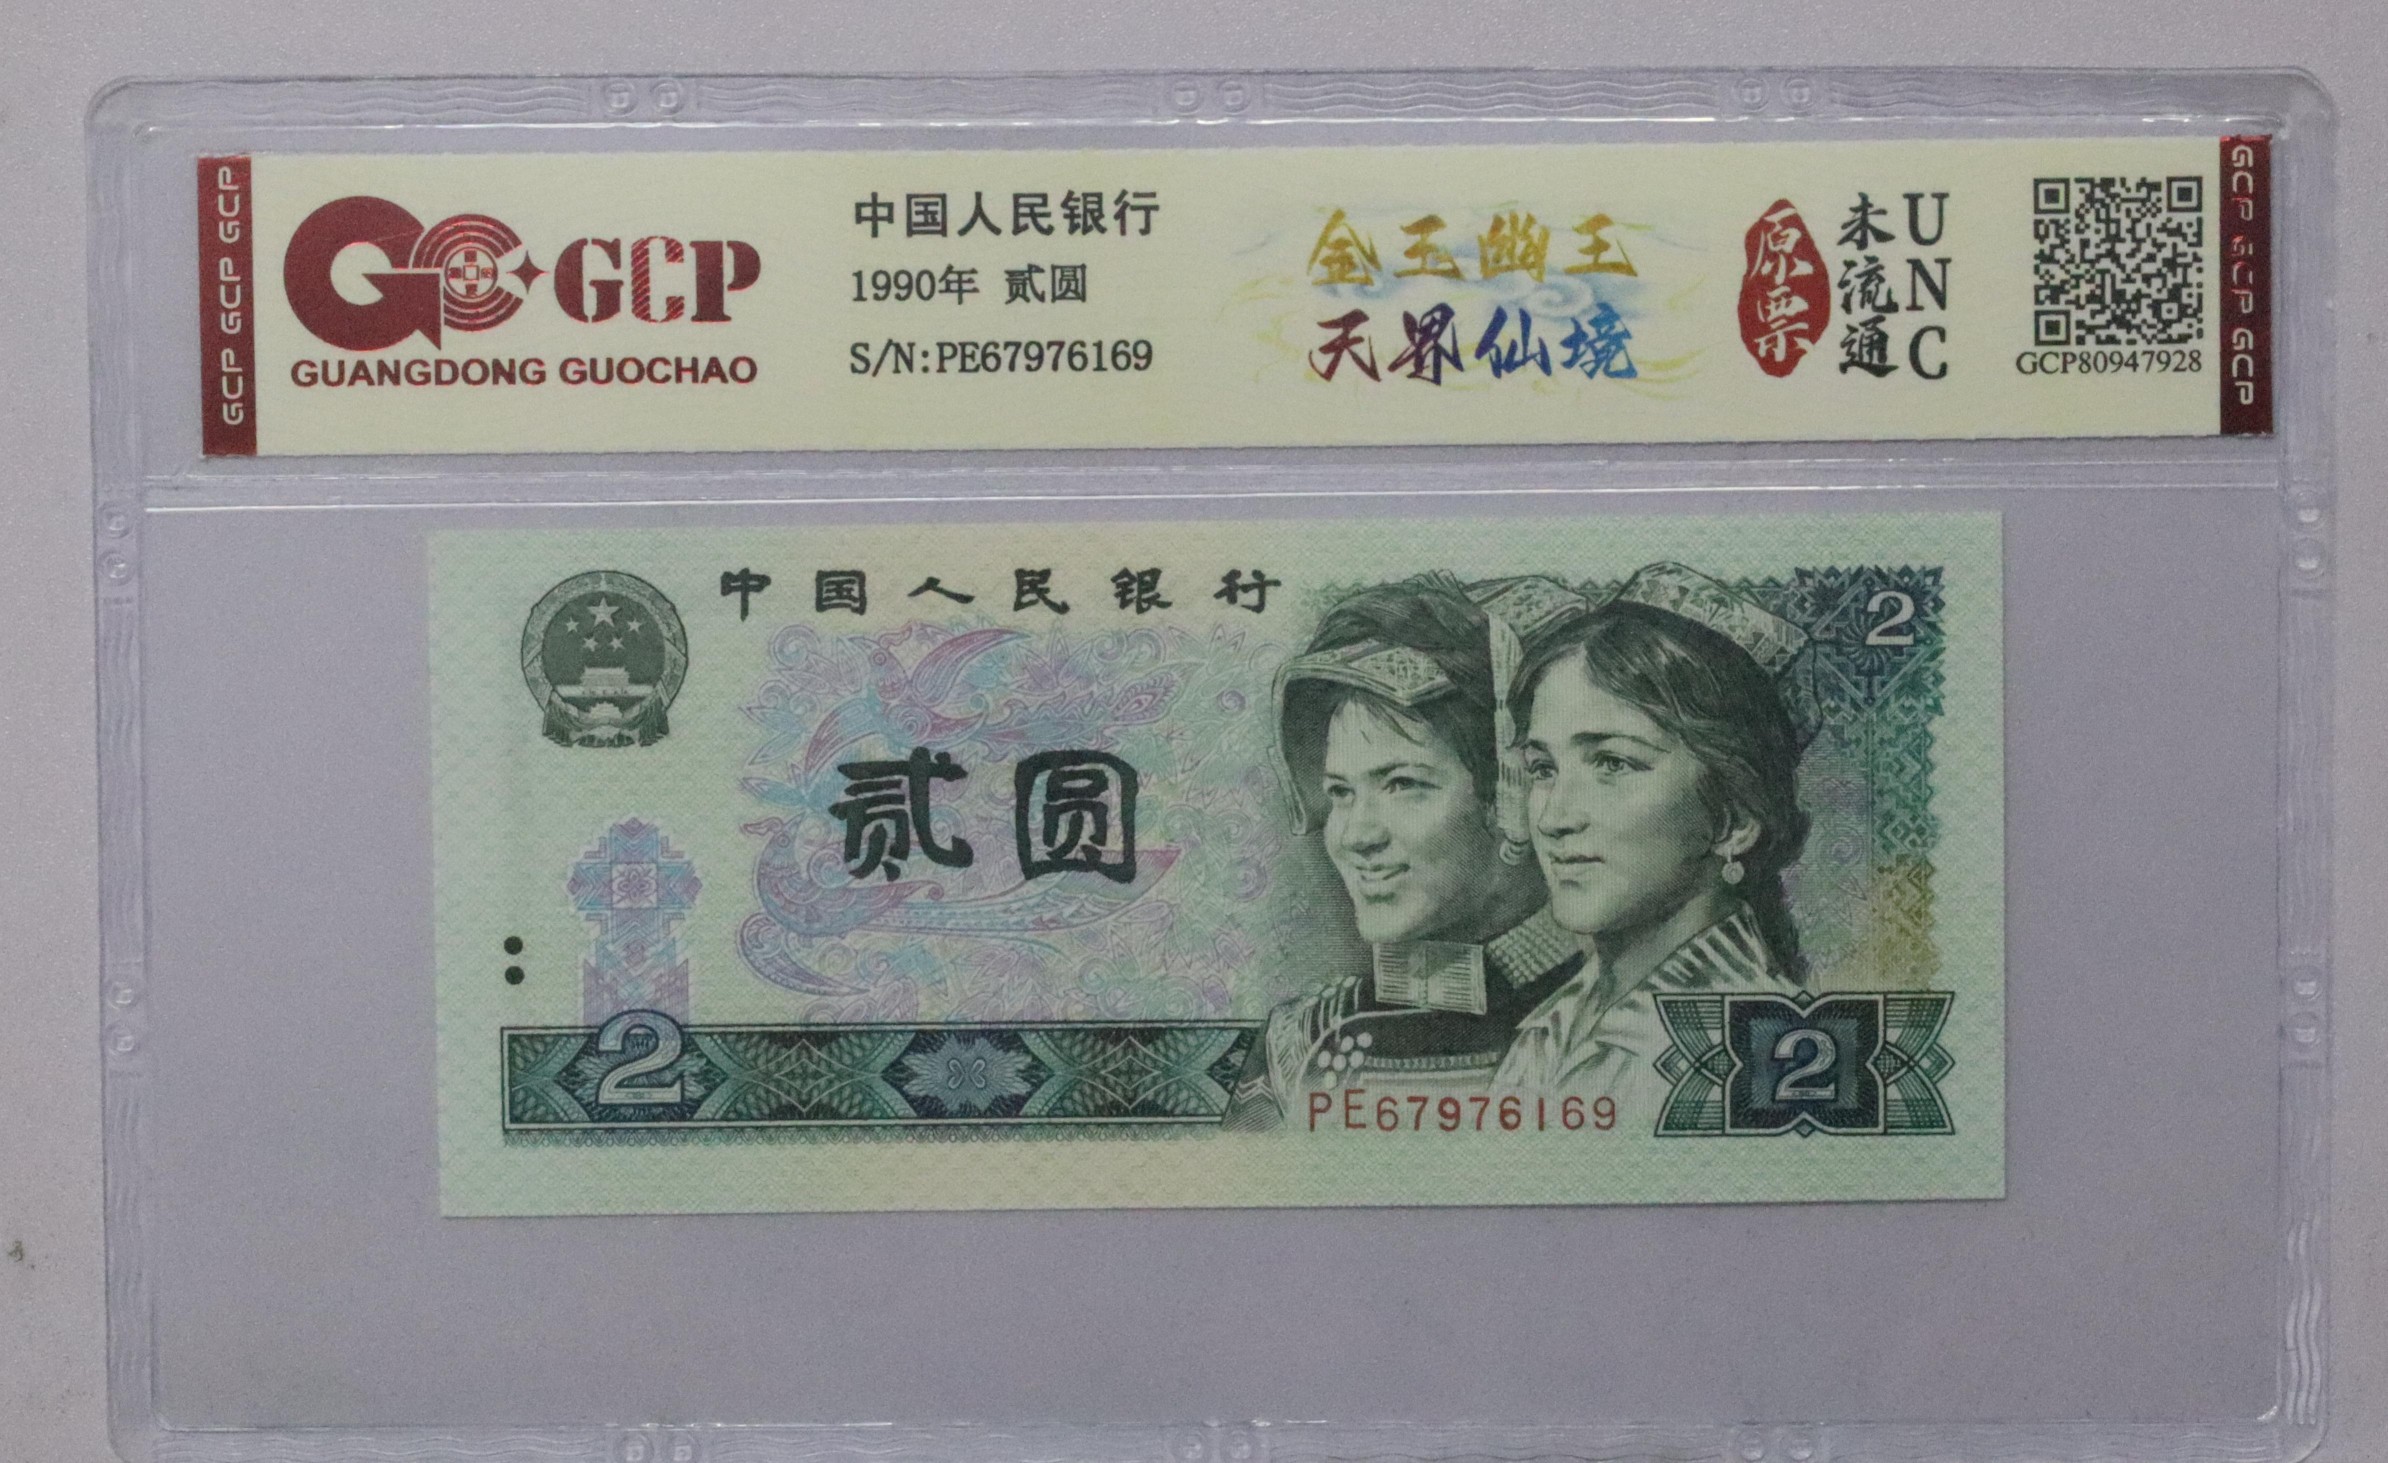 GCP GCP GCP
GCP
GUANGDONG GUOCHAO
中国人民银行
1990年 贰圆
S/N:PE67976169
金玉幽王
天界仙境
原票
未流通
UNC
GCP80947928
GCP GCP GCP
中国人民银行
2
贰圆
2
PE67976169
2